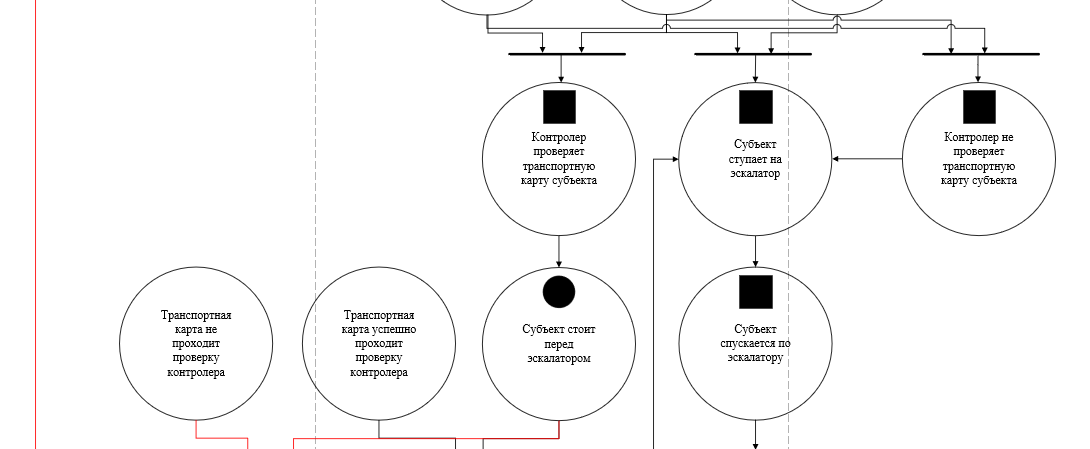 Контролер
проверяет
транспортную
карту субъекта
Субъект
ступает на
эскалатор
Контролер не
проверяет
транспортную
карту субъекта
Транспортная
карта не
проходит
проверку
контролера
Транспортная
карта успешно
проходит
проверку
контролера
Субъект стоит
перед
эскалатором
Субъект
спускается по
эскалатору